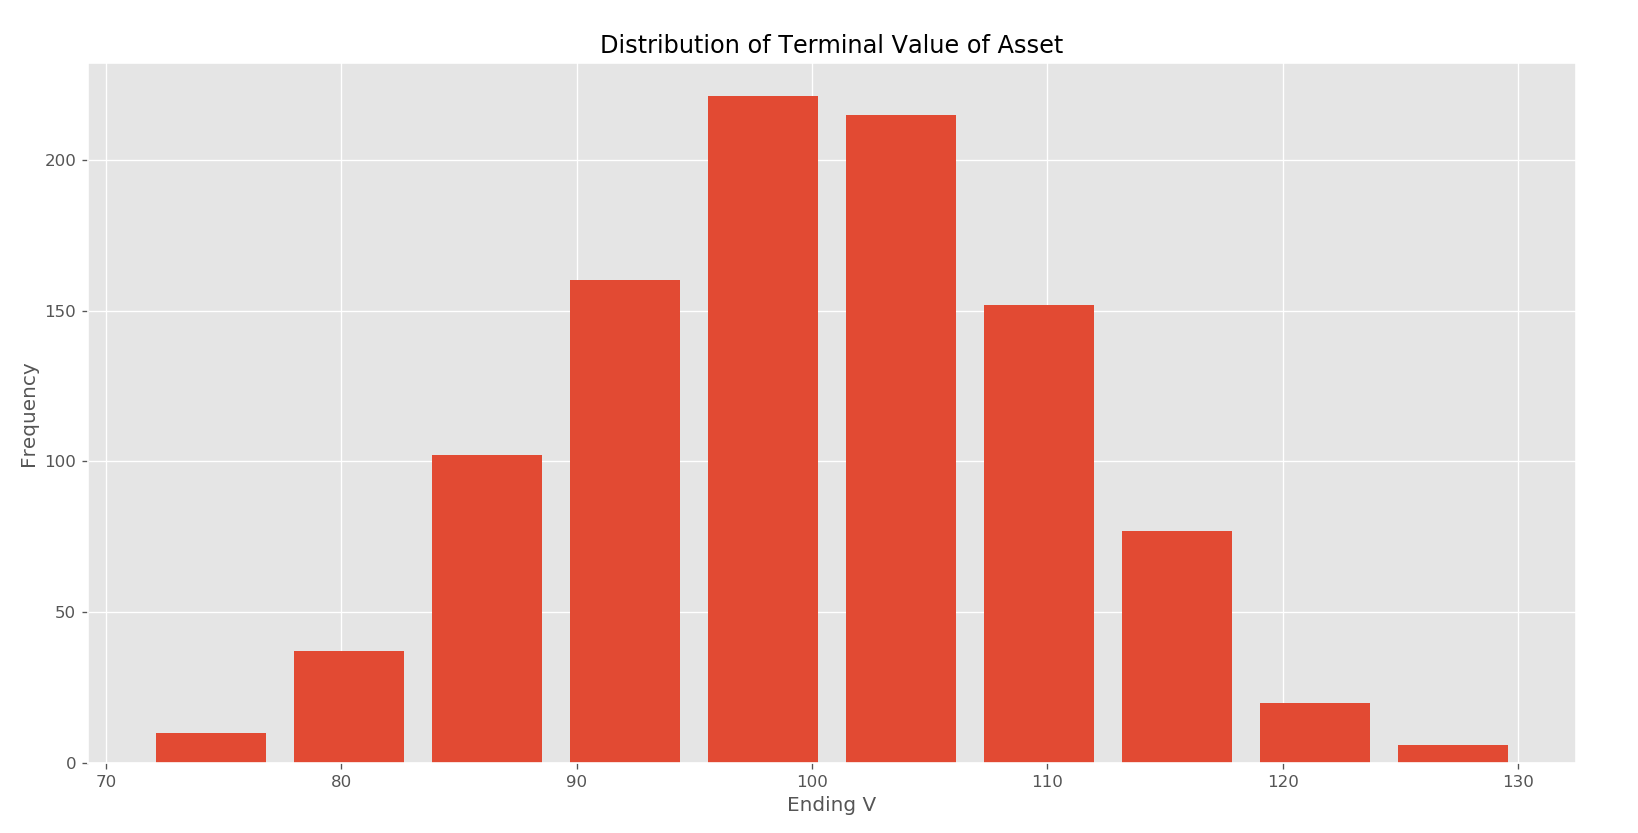 Distribution of Terminal Value of Asset
Frequency
200
150
100
50
0
70 80 90 100 110 120 130
Ending V